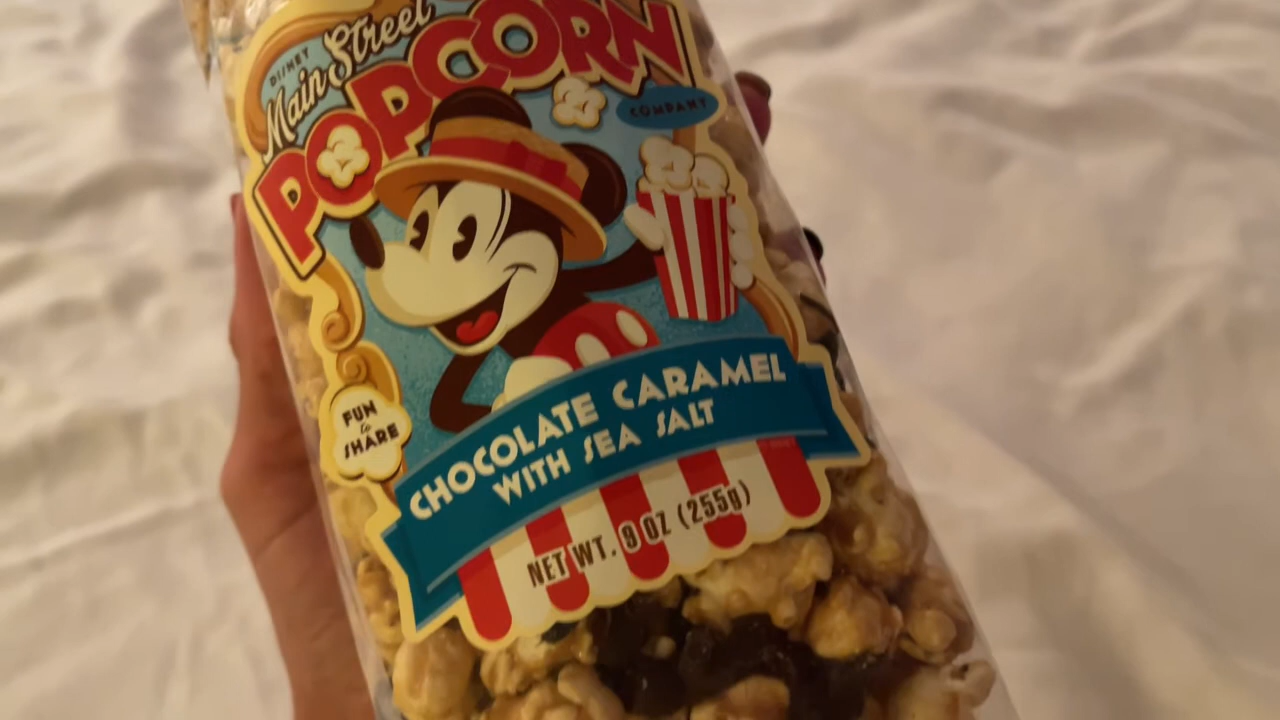 DISNEY
Main Street
POPCORN
COMPANY
FUN
to
SHARE
CHOCOLATE CARAMEL
WITH SEA SALT
NET WT. 9 OZ (255g)